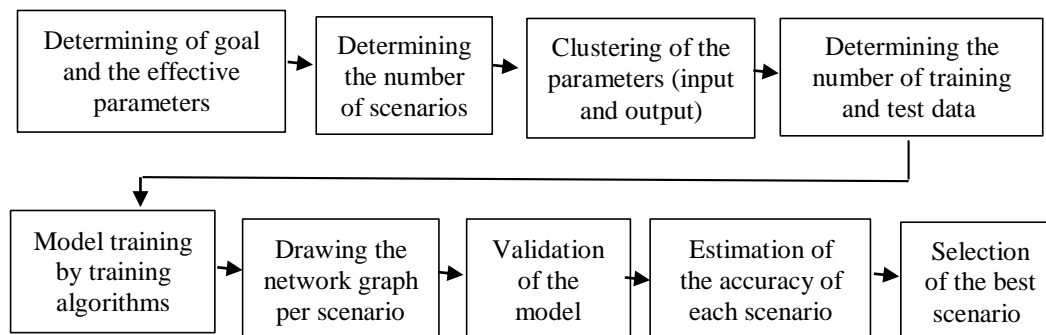 Determining of goal
and the effective
parameters
Determining
the number
of scenarios
Clustering of the
parameters (input
and output)
Determining the
number of training
and test data
Model training
by training
algorithms
Drawing the
network graph
per scenario
Validation
of the
model
Estimation of
the accuracy of
each scenario
Selection
of the best
scenario